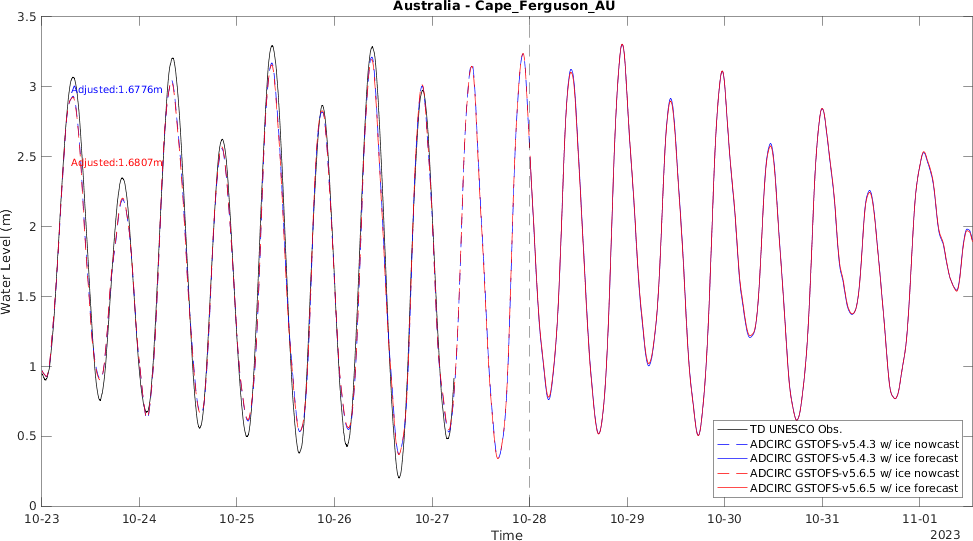 Australia - Cape_Ferguson_AU
3.5
3
2.5
2
1.5
1
0.5
0
Water Level (m)
Adjusted:1.6776m
Adjusted:1.6807m
TD UNESCO Obs.
ADCIRC GSTOFS-v5.4.3 w/ ice nowcast
ADCIRC GSTOFS-v5.4.3 w/ ice forecast
ADCIRC GSTOFS-v5.6.5 w/ ice nowcast
ADCIRC GSTOFS-v5.6.5 w/ ice forecast
10-23 10-24 10-25 10-26 10-27 10-28 10-29 10-30 10-31 11-01
Time
2023